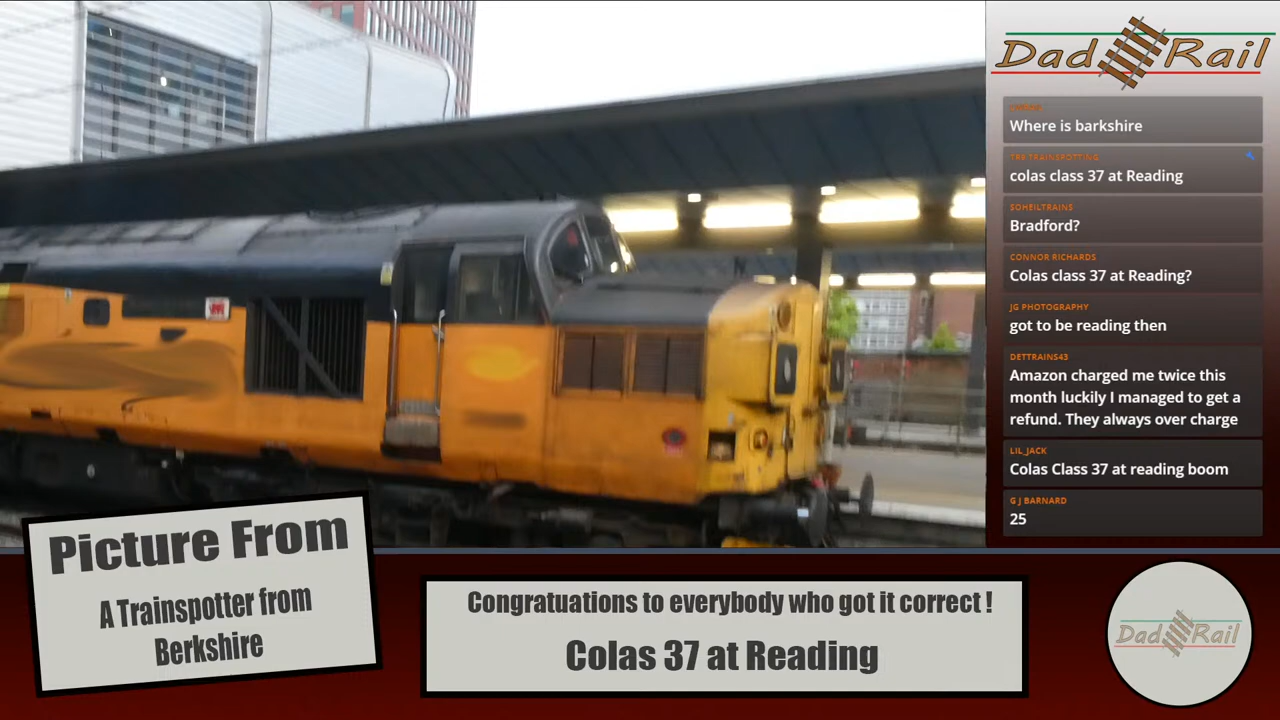 Dad Rail
Where is barkshire
TR9 TRAINSPOTTING
colas class 37 at Reading
SOHEILTRAINS
Bradford?
CONNOR RICHARDS
Colas class 37 at Reading?
JG PHOTOGRAPHY
got to be reading then
DETTRAINS43
Amazon charged me twice this
month luckily I managed to get a
refund. They always over charge
LIL_JACK
Colas Class 37 at reading boom
G J BARNARD
25
Picture From
A Trainspotter from
Berkshire
Congratuations to everybody who got it correct !
Colas 37 at Reading
Dad Rail